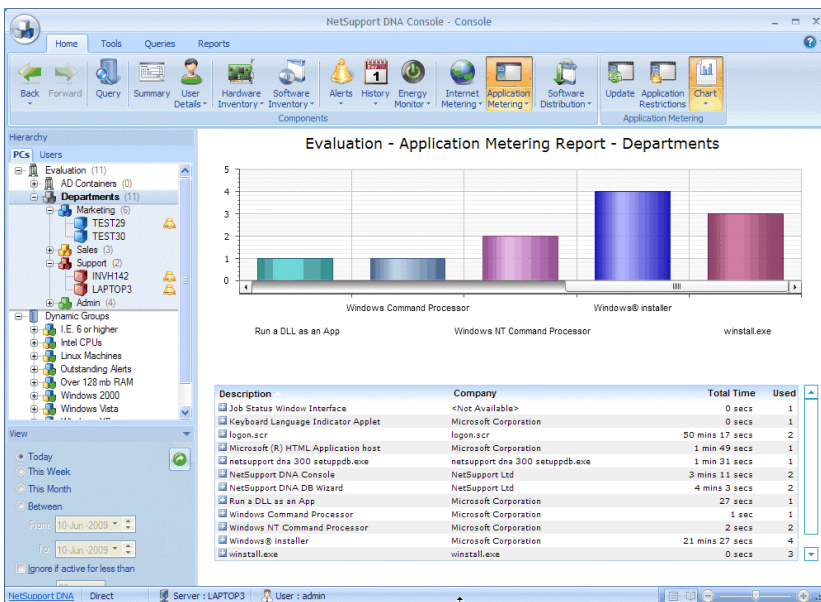 NetSupport DNA Console - Console
Home Tools Queries Reports
Back Forward Query Summary User Details Hardware Inventory Software Inventory Alerts History Energy Monitor Internet Metering Application Metering Software Distribution Update Application Restrictions Chart
Components Application Metering
Hierarchy
PCs Users
Evaluation (11)
AD Containers (0)
Departments (11)
Marketing (6)
TEST29
TEST30
Sales (3)
Support (2)
INVH142
LAPTOP3
Admin (4)
Dynamic Groups
I.E. 6 or higher
Intel CPUs
Linux Machines
Outstanding Alerts
Over 128 mb RAM
Windows 2000
Windows Vista
View
Today
This Week
This Month
Between
From: 10-Jun-2009
To: 10-Jun-2009
Ignore if active for less than
Evaluation - Application Metering Report - Departments
5
4
3
2
1
0
Windows Command Processor Windows® installer
Run a DLL as an App Windows NT Command Processor winstall.exe
Description Company Total Time Used
Job Status Window Interface <Not Available> 0 secs 1
Keyboard Language Indicator Applet Microsoft Corporation 0 secs 1
logon.scr logon.scr 50 mins 17 secs 2
Microsoft (R) HTML Application host Microsoft Corporation 1 min 49 secs 1
netsupport dna 300 setuppdb.exe netsupport dna 300 setuppdb.exe 1 min 31 secs 1
NetSupport DNA Console NetSupport Ltd 3 mins 11 secs 2
NetSupport DNA DB Wizard NetSupport Ltd 4 mins 3 secs 2
Run a DLL as an App Microsoft Corporation 27 secs 1
Windows Command Processor Microsoft Corporation 1 sec 1
Windows NT Command Processor Microsoft Corporation 2 secs 2
Windows® installer Microsoft Corporation 21 mins 27 secs 4
winstall.exe winstall.exe 0 secs 3
NetSupport DNA Direct Server : LAPTOP3 User : admin